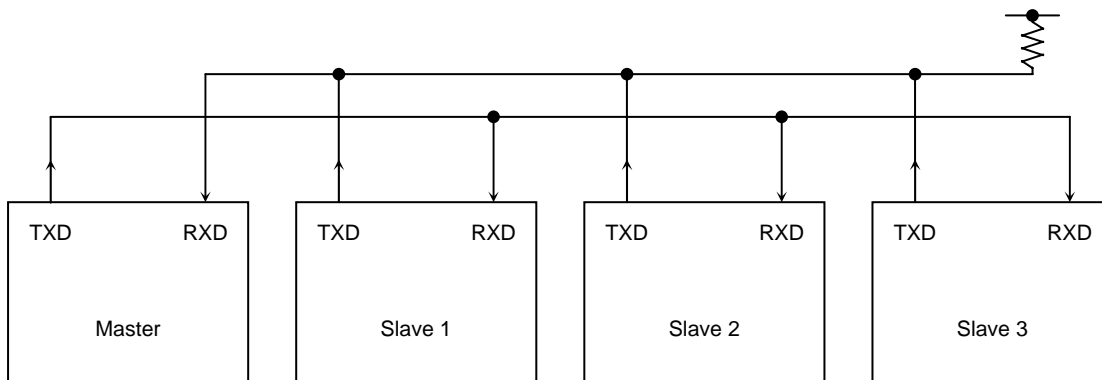 TXD RXD TXD RXD TXD RXD TXD RXD
Master Slave 1 Slave 2 Slave 3